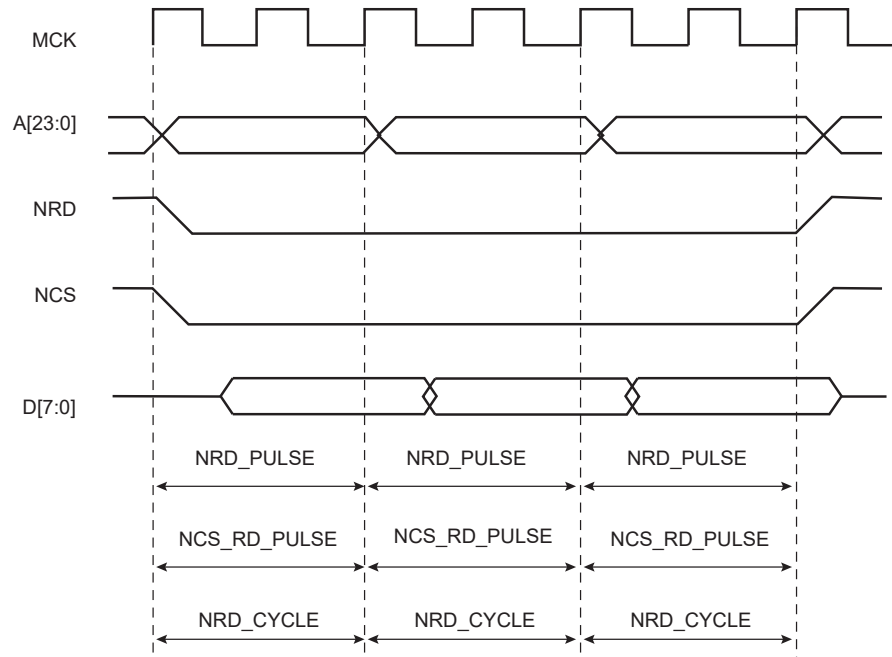 MCK
A[23:0]
NRD
NCS
D[7:0]
NRD_PULSE NRD_PULSE NRD_PULSE
NCS_RD_PULSE NCS_RD_PULSE NCS_RD_PULSE
NRD_CYCLE NRD_CYCLE NRD_CYCLE